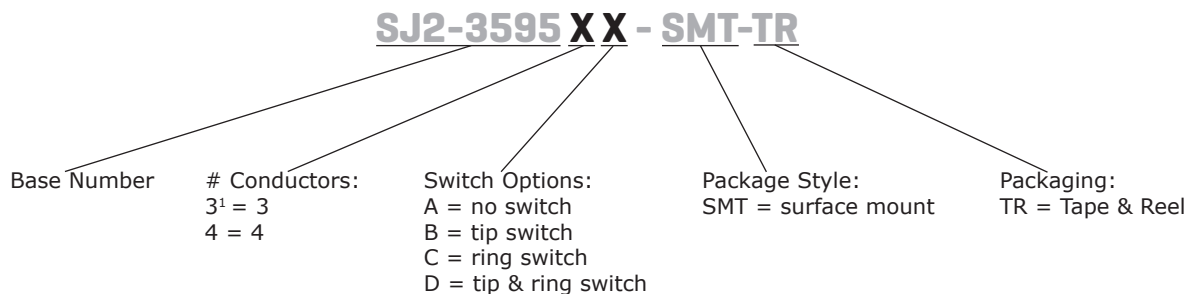 SJ2-3595 X X - SMT-TR
Base Number
# Conductors:
3¹ = 3
4 = 4
Switch Options:
A = no switch
B = tip switch
C = ring switch
D = tip & ring switch
Package Style:
SMT = surface mount
Packaging:
TR = Tape & Reel